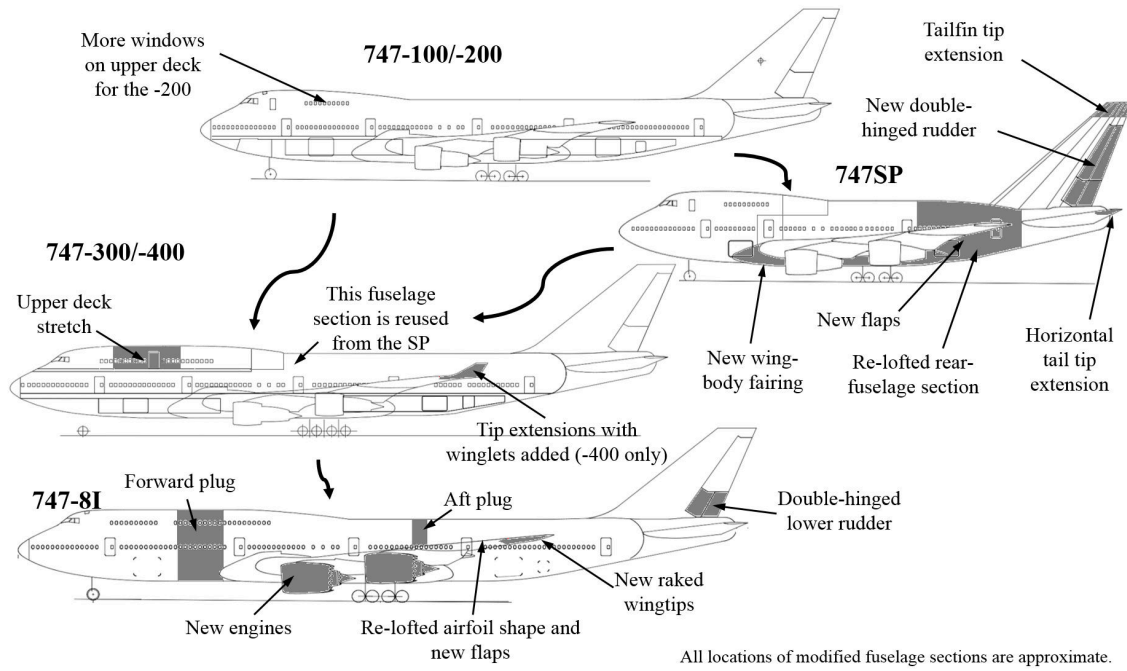 More windows
on upper deck
for the -200
747-100/-200
Tailfin tip
extension
New double-
hinged rudder
747SP
747-300/-400
Upper deck
stretch
This fuselage
section is reused
from the SP
New flaps
New wing-
body fairing
Re-lofted rear-
fuselage section
Horizontal
tail tip
extension
Tip extensions with
winglets added (-400 only)
747-8I
Forward plug
Aft plug
Double-hinged
lower rudder
New engines
Re-lofted airfoil shape and
new flaps
New raked
wingtips
All locations of modified fuselage sections are approximate.